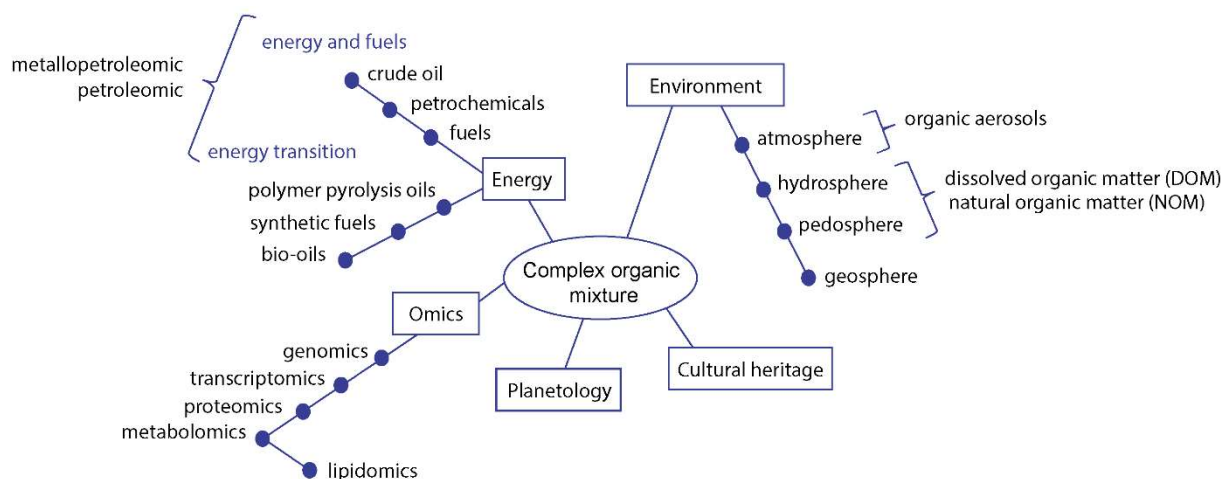 energy and fuels
metallopetroleomic
petroleomic
crude oil
petrochemicals
fuels
energy transition
Energy
polymer pyrolysis oils
synthetic fuels
bio-oils
Environment
atmosphere
organic aerosols
hydrosphere
dissolved organic matter (DOM)
natural organic matter (NOM)
pedosphere
geosphere
Complex organic
mixture
Omics
genomics
transcriptomics
proteomics
metabolomics
lipidomics
Planetology
Cultural heritage